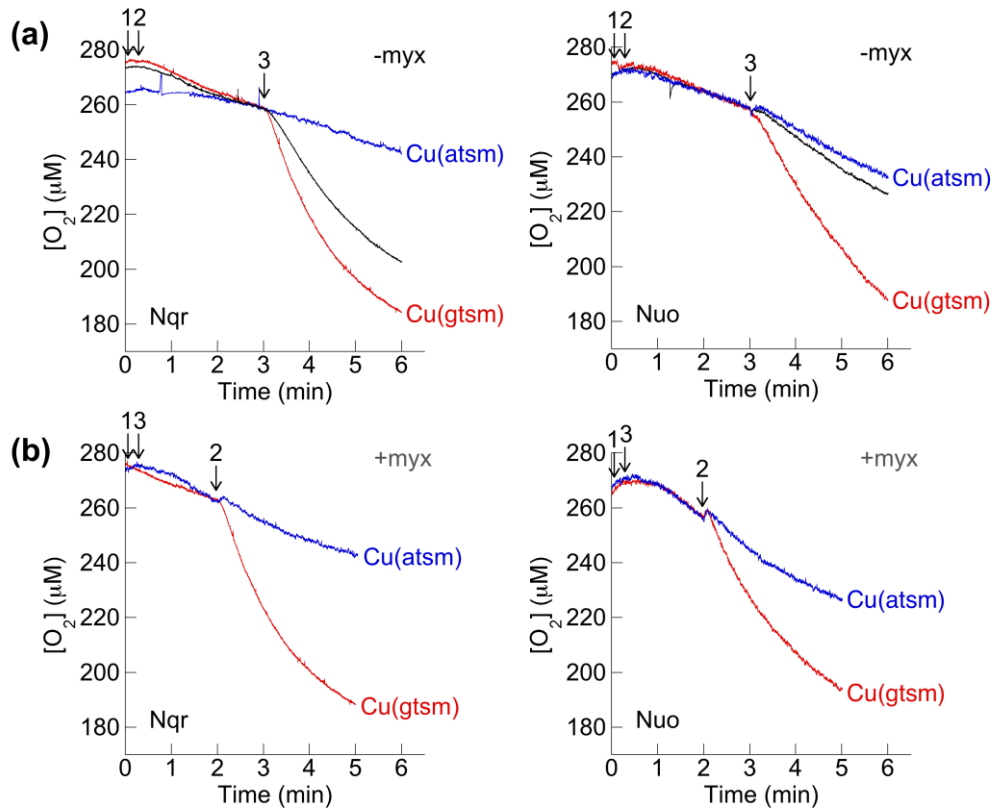 (a)
12
3
-myx
280
260
240
220
200
180
[O₂] (μM)
Cu(atsm)
Cu(gtsm)
Nqr
0 1 2 3 4 5 6
Time (min)
12
3
-myx
280
260
240
220
200
180
[O₂] (μM)
Cu(atsm)
Cu(gtsm)
Nuo
0 1 2 3 4 5 6
Time (min)
(b)
13
2
+myx
280
260
240
220
200
180
[O₂] (μM)
Cu(atsm)
Cu(gtsm)
Nqr
0 1 2 3 4 5 6
Time (min)
1 3
2
+myx
280
260
240
220
200
180
[O₂] (μM)
Cu(atsm)
Cu(gtsm)
Nuo
0 1 2 3 4 5 6
Time (min)